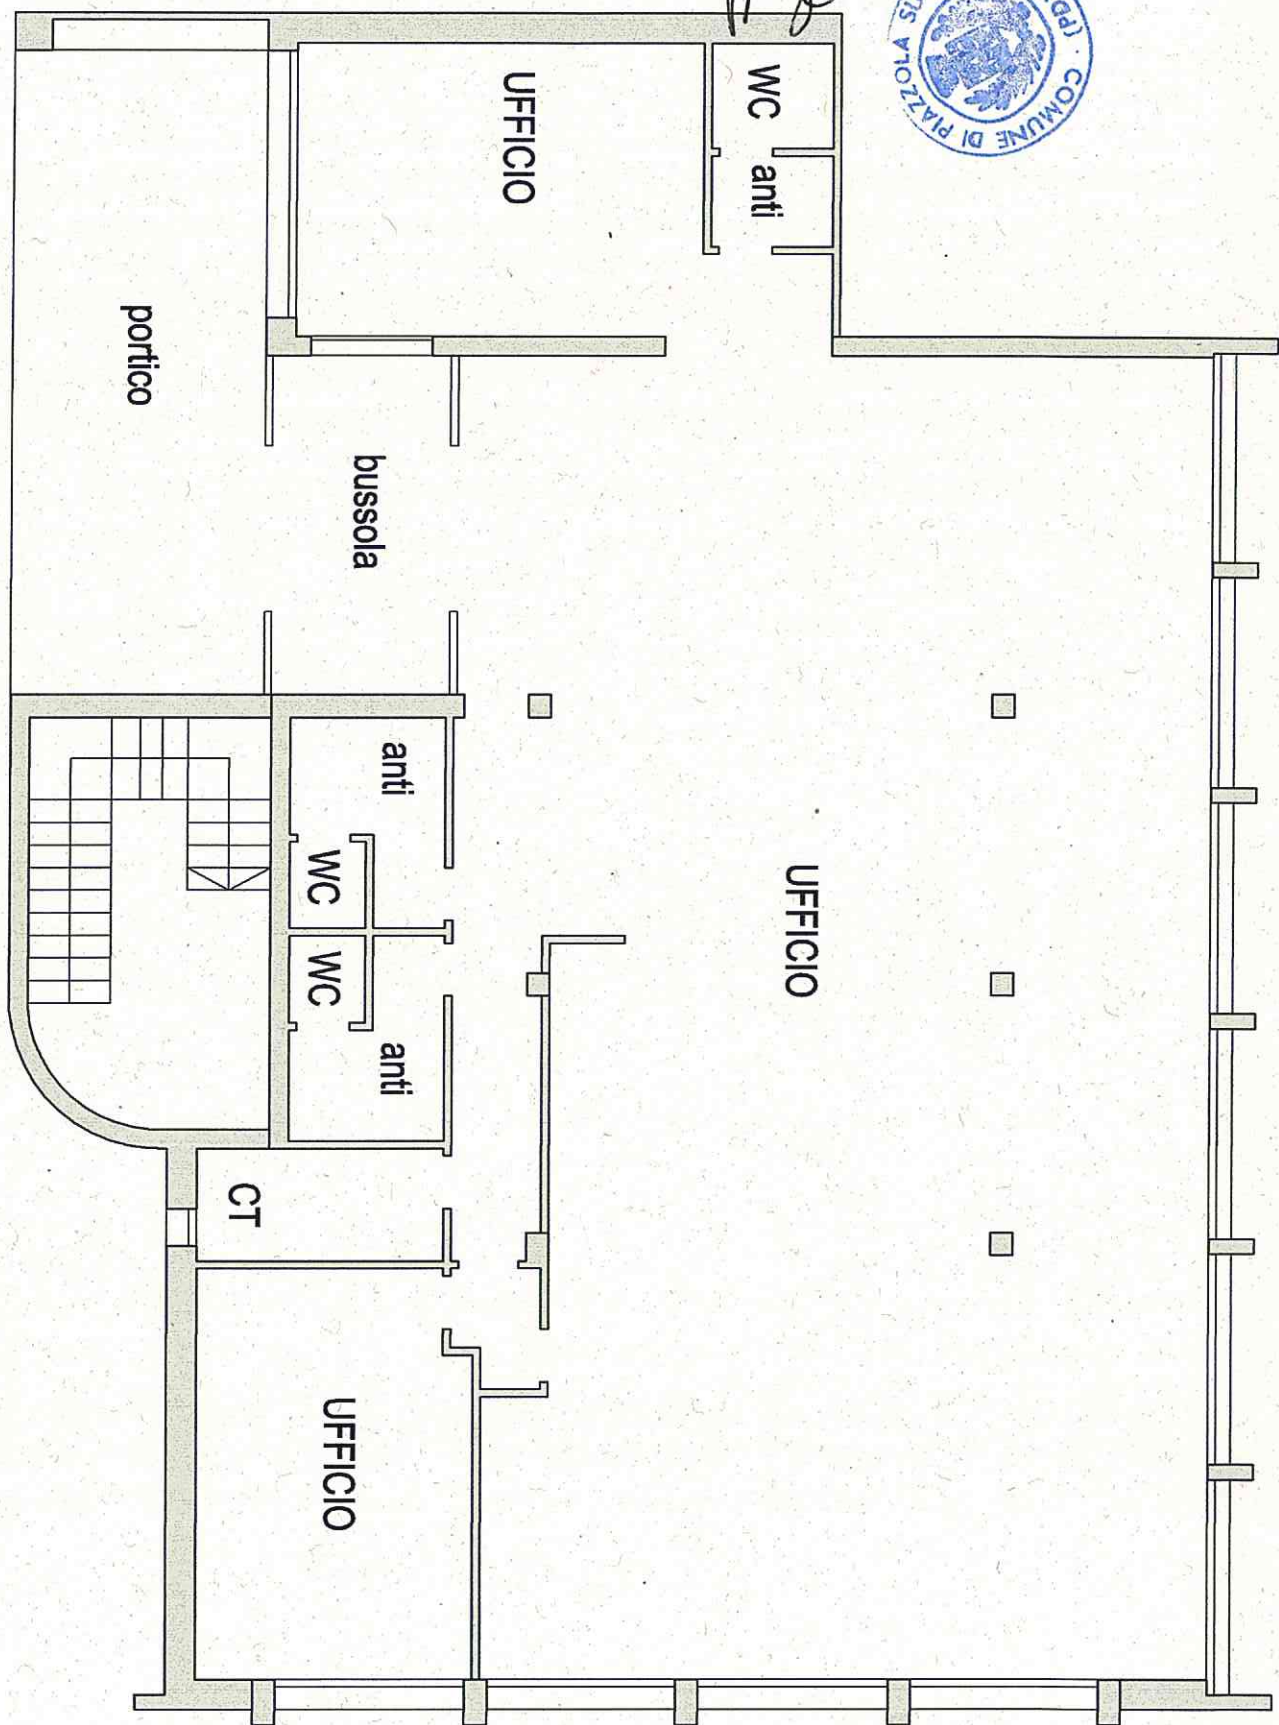 UFFICIO
WC
anti
portico
bussola
anti
WC
WC
anti
UFFICIO
CT
UFFICIO
COMUNE DI PIAZZOLA